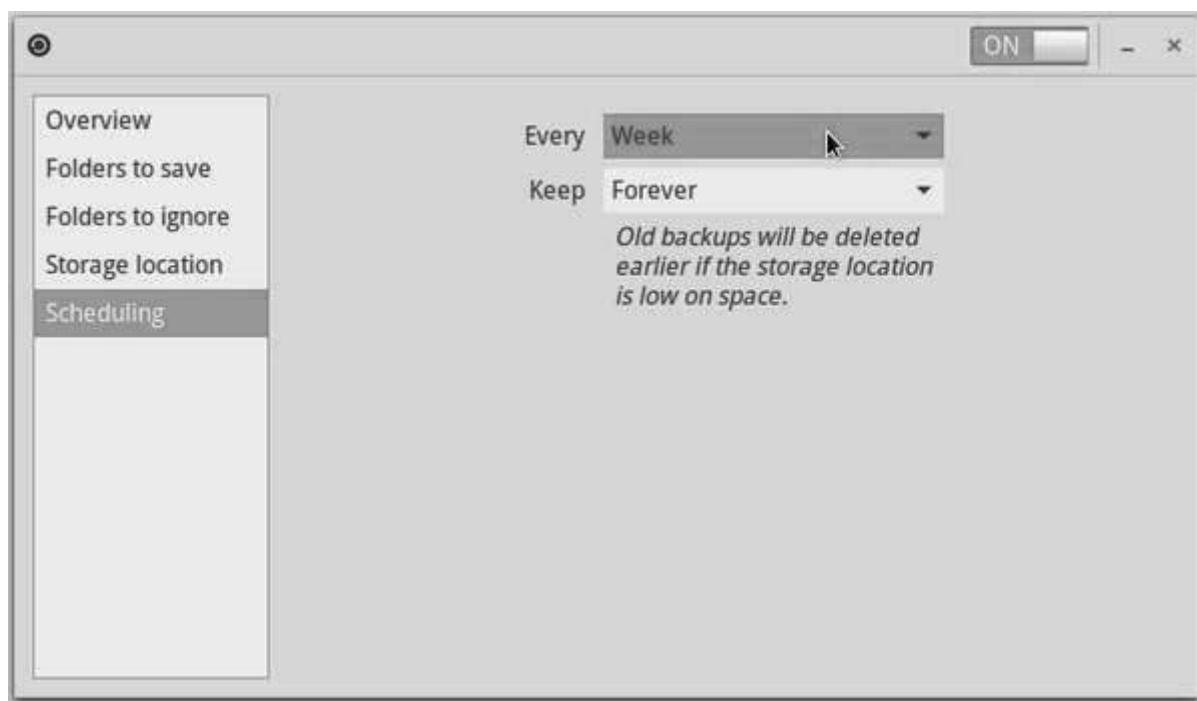 ON
Overview
Folders to save
Folders to ignore
Storage location
Scheduling
Every Week
Keep Forever
Old backups will be deleted
earlier if the storage location
is low on space.